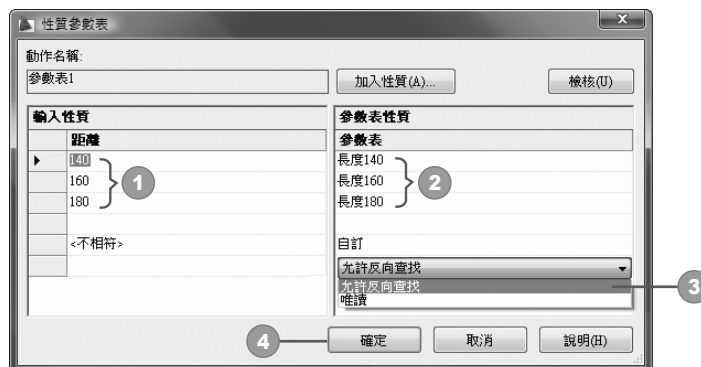 性質參數表
動作名稱:
參數表1
加入性質(A)...
檢核(U)
輸入性質
參數表性質
距離
參數表
140
長度140
160
長度160
180
長度180
1
2
<不相符>
自訂
允許反向查找
允許反向查找
唯讀
3
4
確定
取消
說明(H)